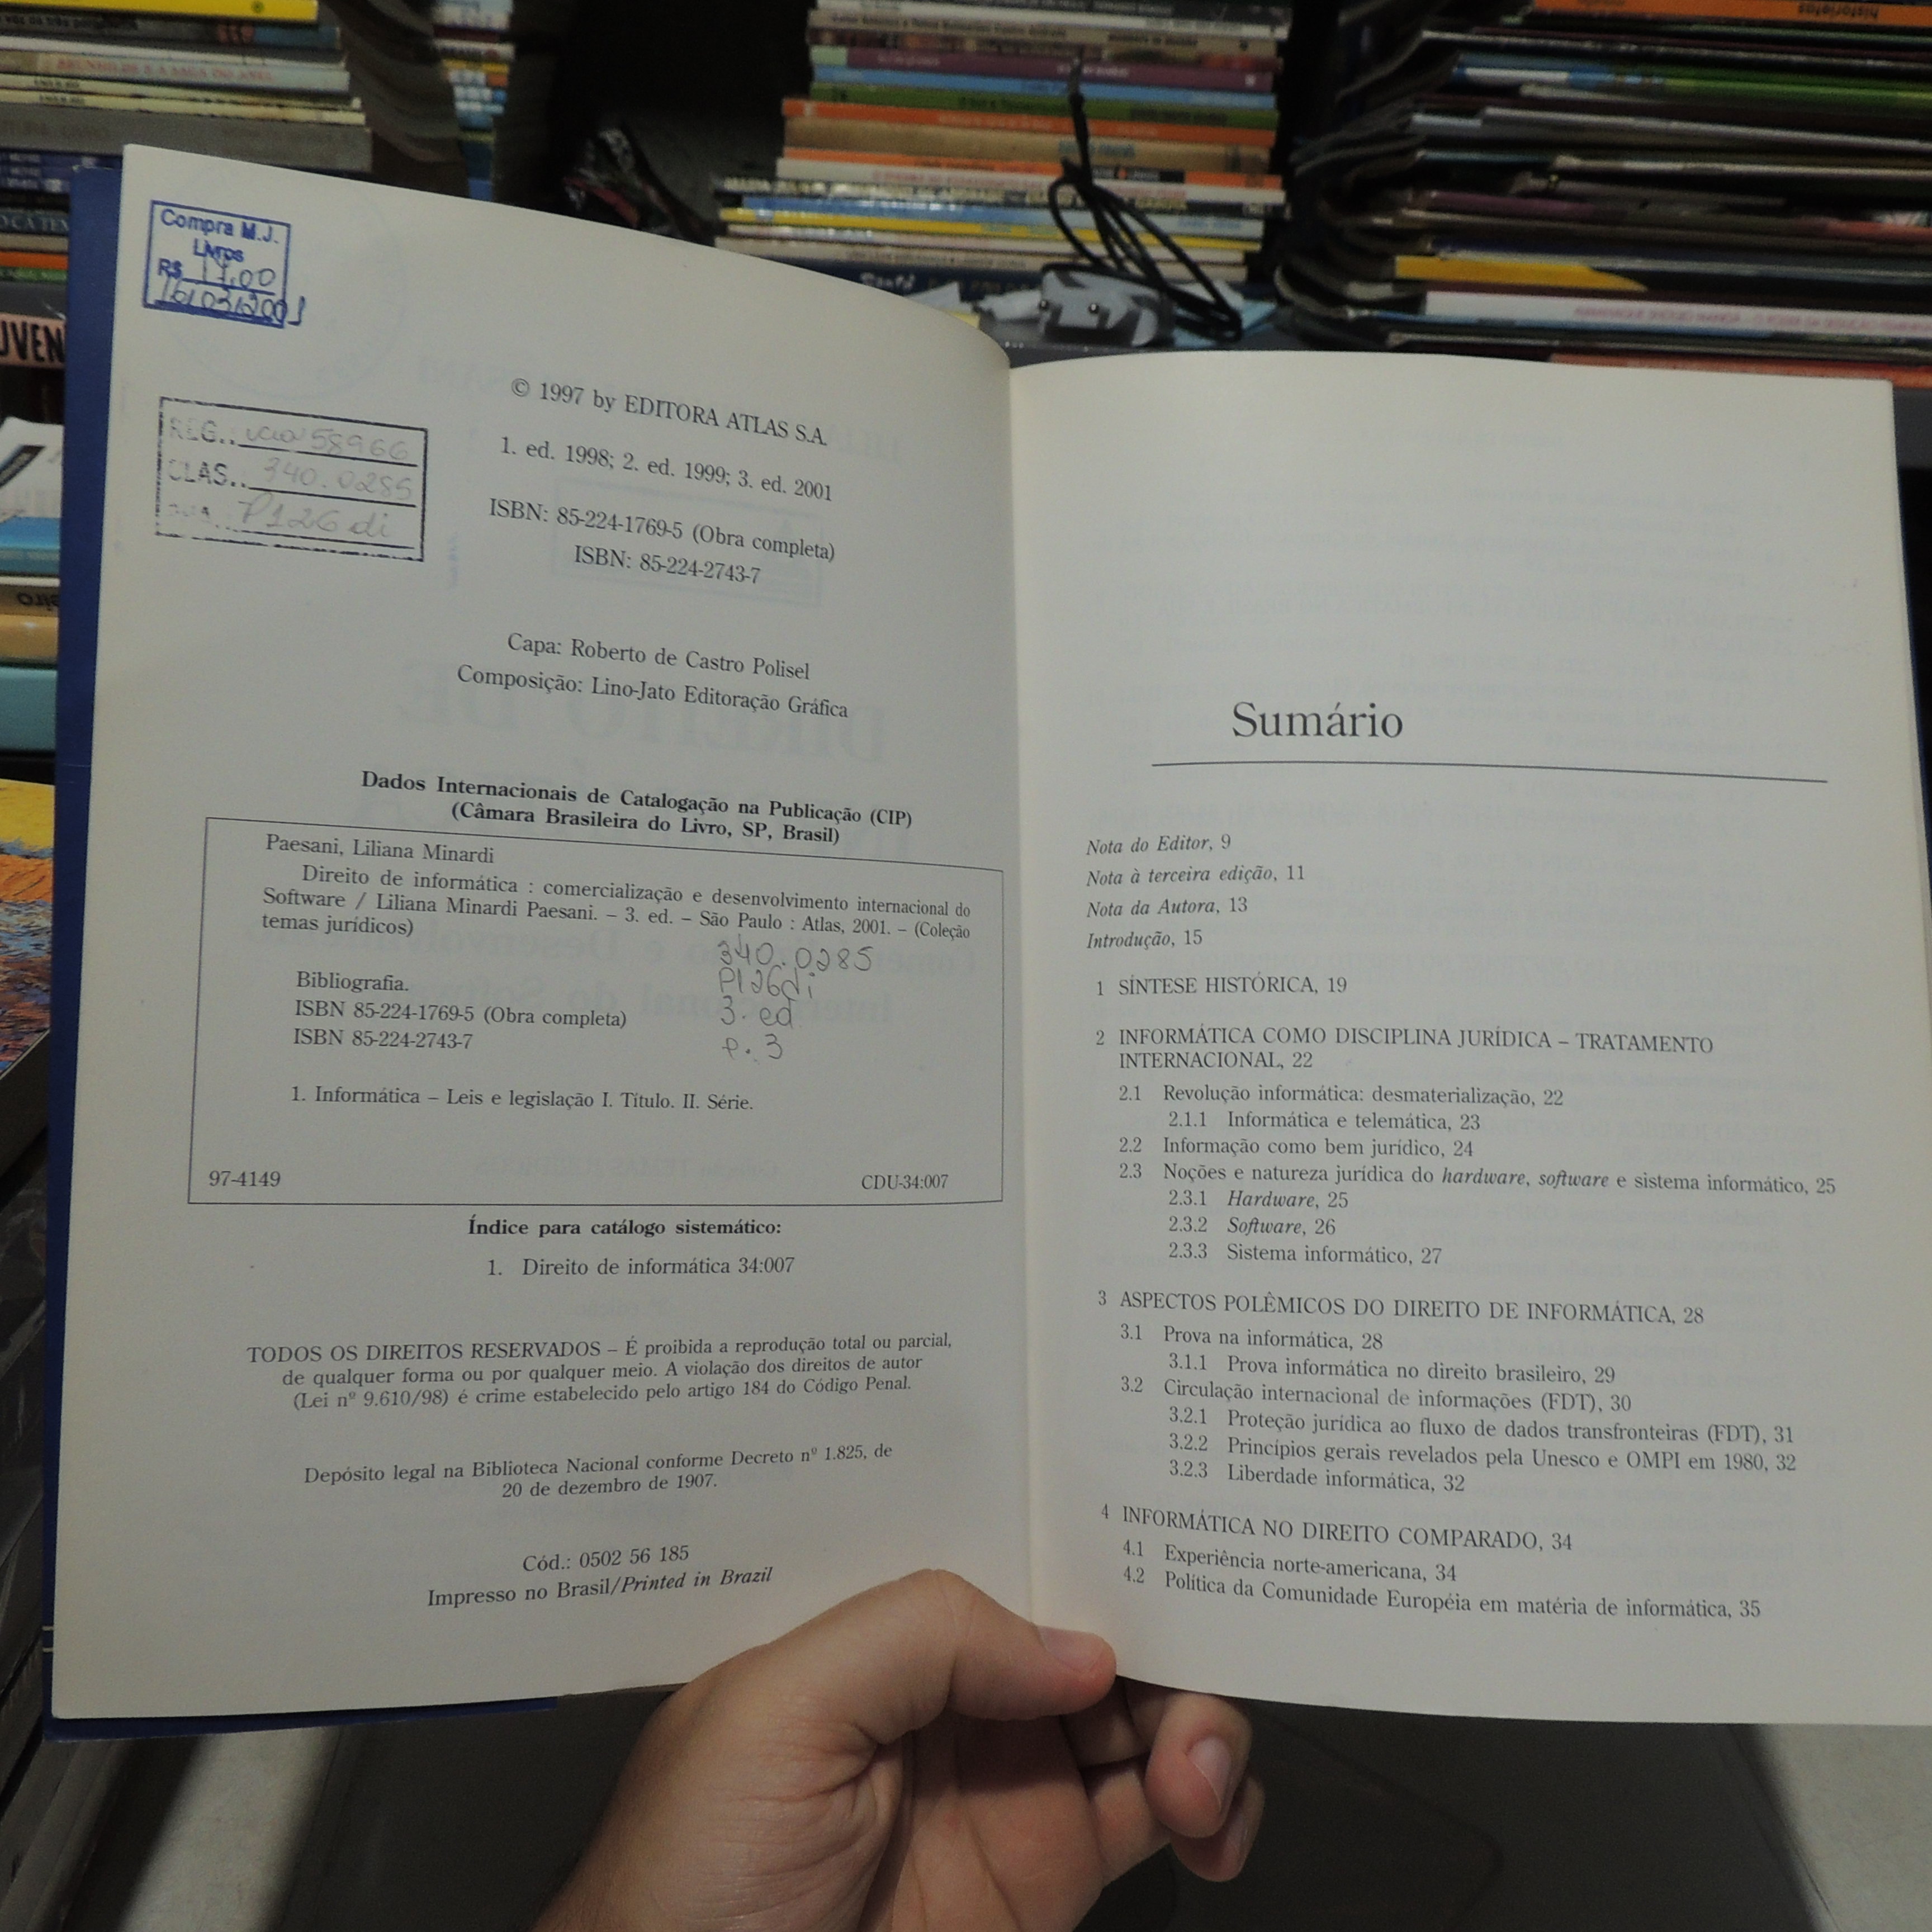 Compra M.J.
Livros
R$ 11,00
16/03/2001
REG.. 58966
CLAS.. 340.0285
P126di
© 1997 by EDITORA ATLAS S.A.
1. ed. 1998; 2. ed. 1999; 3. ed. 2001
ISBN: 85-224-1769-5 (Obra completa)
ISBN: 85-224-2743-7
Capa: Roberto de Castro Polisel
Composição: Lino-Jato Editoração Gráfica
Dados Internacionais de Catalogação na Publicação (CIP)
(Câmara Brasileira do Livro, SP, Brasil)
Paesani, Liliana Minardi
Direito de informática : comercialização e desenvolvimento internacional do
Software / Liliana Minardi Paesani. – 3. ed. – São Paulo : Atlas, 2001. – (Coleção
temas jurídicos)
340.0285
P126di
3. ed.
e. 3
Bibliografia.
ISBN 85-224-1769-5 (Obra completa)
ISBN 85-224-2743-7
1. Informática – Leis e legislação I. Título. II. Série.
97-4149 CDU-34:007
Índice para catálogo sistemático:
1. Direito de informática 34:007
TODOS OS DIREITOS RESERVADOS – É proibida a reprodução total ou parcial,
de qualquer forma ou por qualquer meio. A violação dos direitos de autor
(Lei nº 9.610/98) é crime estabelecido pelo artigo 184 do Código Penal.
Depósito legal na Biblioteca Nacional conforme Decreto nº 1.825, de
20 de dezembro de 1907.
Cód.: 0502 56 185
Impresso no Brasil/Printed in Brazil
Sumário
Nota do Editor, 9
Nota à terceira edição, 11
Nota da Autora, 13
Introdução, 15
1 SÍNTESE HISTÓRICA, 19
2 INFORMÁTICA COMO DISCIPLINA JURÍDICA – TRATAMENTO
INTERNACIONAL, 22
2.1 Revolução informática: desmaterialização, 22
2.1.1 Informática e telemática, 23
2.2 Informação como bem jurídico, 24
2.3 Noções e natureza jurídica do hardware, software e sistema informático, 25
2.3.1 Hardware, 25
2.3.2 Software, 26
2.3.3 Sistema informático, 27
3 ASPECTOS POLÊMICOS DO DIREITO DE INFORMÁTICA, 28
3.1 Prova na informática, 28
3.1.1 Prova informática no direito brasileiro, 29
3.2 Circulação internacional de informações (FDT), 30
3.2.1 Proteção jurídica ao fluxo de dados transfronteiras (FDT), 31
3.2.2 Princípios gerais revelados pela Unesco e OMPI em 1980, 32
3.2.3 Liberdade informática, 32
4 INFORMÁTICA NO DIREITO COMPARADO, 34
4.1 Experiência norte-americana, 34
4.2 Política da Comunidade Européia em matéria de informática, 35